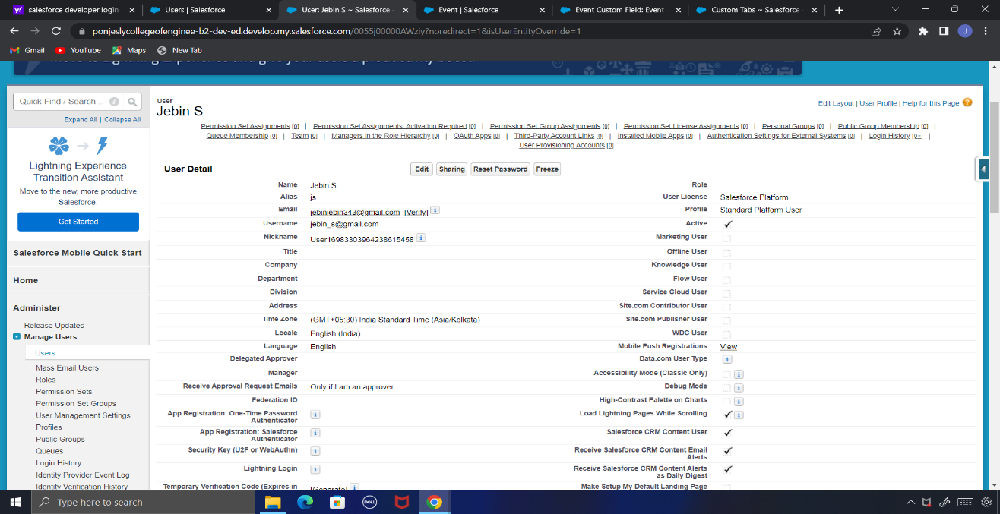 salesforce developer login
Users | Salesforce
User: Jebin S ~ Salesforce -
Event | Salesforce
Event Custom Field: Event
Custom Tabs ~ Salesforce
ponjeslycollegeofenginee-b2-dev-ed.develop.my.salesforce.com/0055j00000AWziy?noredirect=1&isUserEntityOverride=1
J
Gmail
YouTube
Maps
New Tab
Quick Find / Search...
Expand All | Collapse All
Lightning Experience
Transition Assistant
Move to the new, more productive
Salesforce.
Get Started
Salesforce Mobile Quick Start
Home
Administer
Release Updates
Manage Users
Users
Mass Email Users
Roles
Permission Sets
Permission Set Groups
User Management Settings
Profiles
Public Groups
Queues
Login History
Identity Provider Event Log
Identity Verification History
User
Jebin S
Edit Layout | User Profile | Help for this Page
Permission Set Assignments [0] | Permission Set Assignments: Activation Required [0] | Permission Set Group Assignments [0] | Permission Set License Assignments [0] | Personal Groups [0] | Public Group Membership [0] |
Queue Membership [0] | Team [0] | Managers in the Role Hierarchy [0] | OAuth Apps [0] | Third-Party Account Links [0] | Installed Mobile Apps [0] | Authentication Settings for External Systems [0] | Login History [0+] |
User Provisioning Accounts [0]
User Detail
Edit Sharing Reset Password Freeze
Name Jebin S Role
Alias js User License Salesforce Platform
Email jebinjebin343@gmail.com [Verify] Profile Standard Platform User
Username jebin_s@gmail.com Active
Nickname User16983303964238615458 Marketing User
Title Offline User
Company Knowledge User
Department Flow User
Division Service Cloud User
Address Site.com Contributor User
Time Zone (GMT+05:30) India Standard Time (Asia/Kolkata) Site.com Publisher User
Locale English (India) WDC User
Language English Mobile Push Registrations View
Delegated Approver Data.com User Type
Manager Accessibility Mode (Classic Only)
Receive Approval Request Emails Only if I am an approver Debug Mode
Federation ID High-Contrast Palette on Charts
App Registration: One-Time Password
Authenticator
Load Lightning Pages While Scrolling
App Registration: Salesforce
Authenticator
Salesforce CRM Content User
Security Key (U2F or WebAuthn)
Receive Salesforce CRM Content Email
Alerts
Lightning Login
Receive Salesforce CRM Content Alerts
as Daily Digest
Temporary Verification Code (Expires in [Generate]
Make Setup My Default Landing Page
Type here to search
DELL